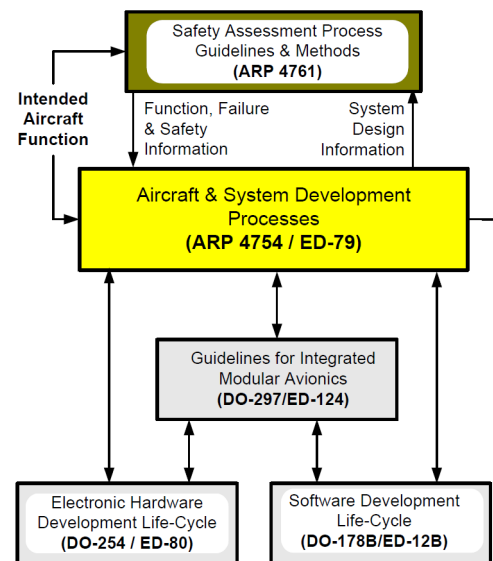 Safety Assessment Process
Guidelines & Methods
(ARP 4761)
Intended
Aircraft
Function
Function, Failure
& Safety
Information
System
Design
Information
Aircraft & System Development
Processes
(ARP 4754 / ED-79)
Guidelines for Integrated
Modular Avionics
(DO-297/ED-124)
Electronic Hardware
Development Life-Cycle
(DO-254 / ED-80)
Software Development
Life-Cycle
(DO-178B/ED-12B)